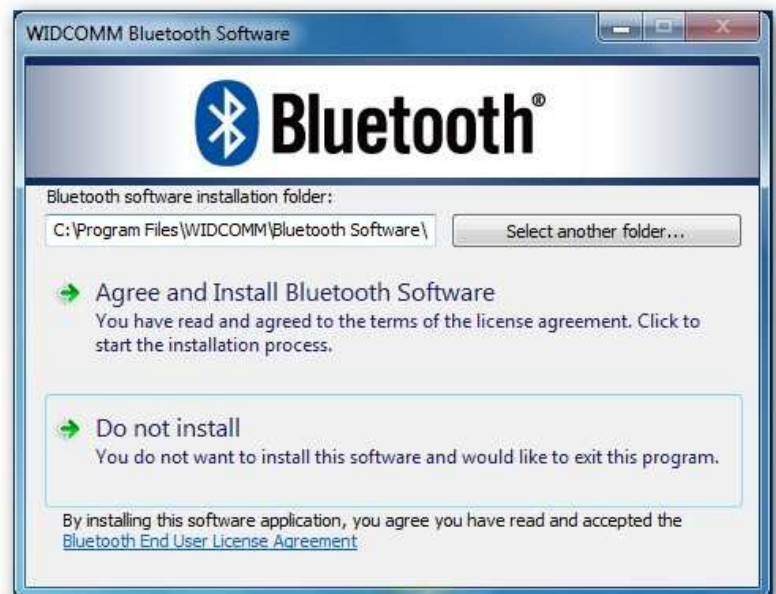 WIDCOMM Bluetooth Software
Bluetooth®
Bluetooth software installation folder:
C:\Program Files\WIDCOMM\Bluetooth Software\
Select another folder...
Agree and Install Bluetooth Software
You have read and agreed to the terms of the license agreement. Click to
start the installation process.
Do not install
You do not want to install this software and would like to exit this program.
By installing this software application, you agree you have read and accepted the
Bluetooth End User License Agreement